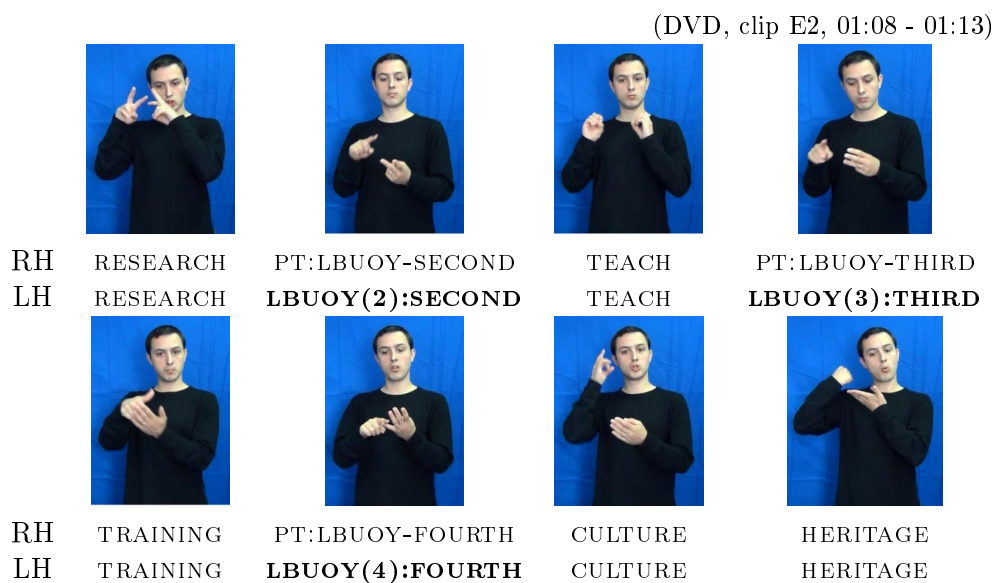 (DVD, clip E2, 01:08 - 01:13)
RH RESEARCH PT:LBUOY-SECOND TEACH PT:LBUOY-THIRD
LH RESEARCH LBUOY(2):SECOND TEACH LBUOY(3):THIRD
RH TRAINING PT:LBUOY-FOURTH CULTURE HERITAGE
LH TRAINING LBUOY(4):FOURTH CULTURE HERITAGE